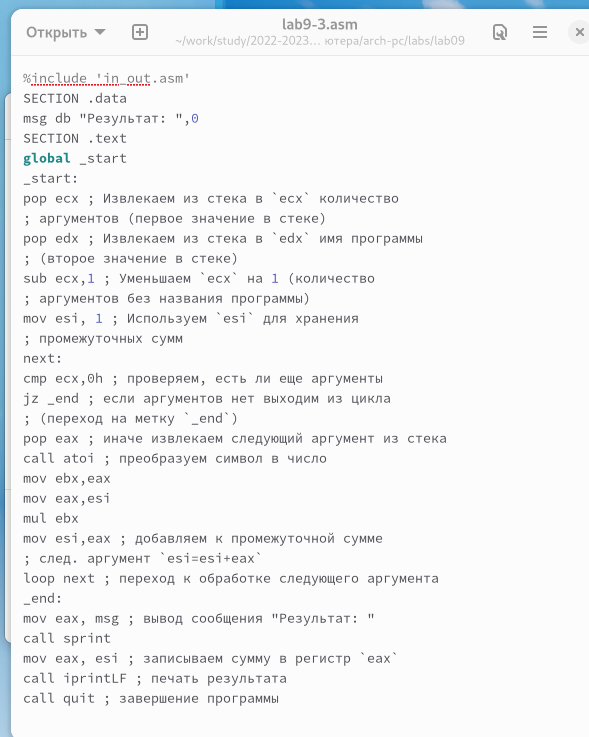 Открыть
lab9-3.asm
~/work/study/2022-2023... ютера/arch-pc/labs/lab09
%include 'in_out.asm'
SECTION .data
msg db "Результат: ",0
SECTION .text
global _start
_start:
pop ecx ; Извлекаем из стека в `ecx` количество
; аргументов (первое значение в стеке)
pop edx ; Извлекаем из стека в `edx` имя программы
; (второе значение в стеке)
sub ecx,1 ; Уменьшаем `ecx` на 1 (количество
; аргументов без названия программы)
mov esi, 1 ; Используем `esi` для хранения
; промежуточных сумм
next:
cmp ecx,0h ; проверяем, есть ли еще аргументы
jz _end ; если аргументов нет выходим из цикла
; (переход на метку `_end`)
pop eax ; иначе извлекаем следующий аргумент из стека
call atoi ; преобразуем символ в число
mov ebx,eax
mov eax,esi
mul ebx
mov esi,eax ; добавляем к промежуточной сумме
; след. аргумент `esi=esi+eax`
loop next ; переход к обработке следующего аргумента
_end:
mov eax, msg ; вывод сообщения "Результат: "
call sprint
mov eax, esi ; записываем сумму в регистр `eax`
call iprintLF ; печать результата
call quit ; завершение программы